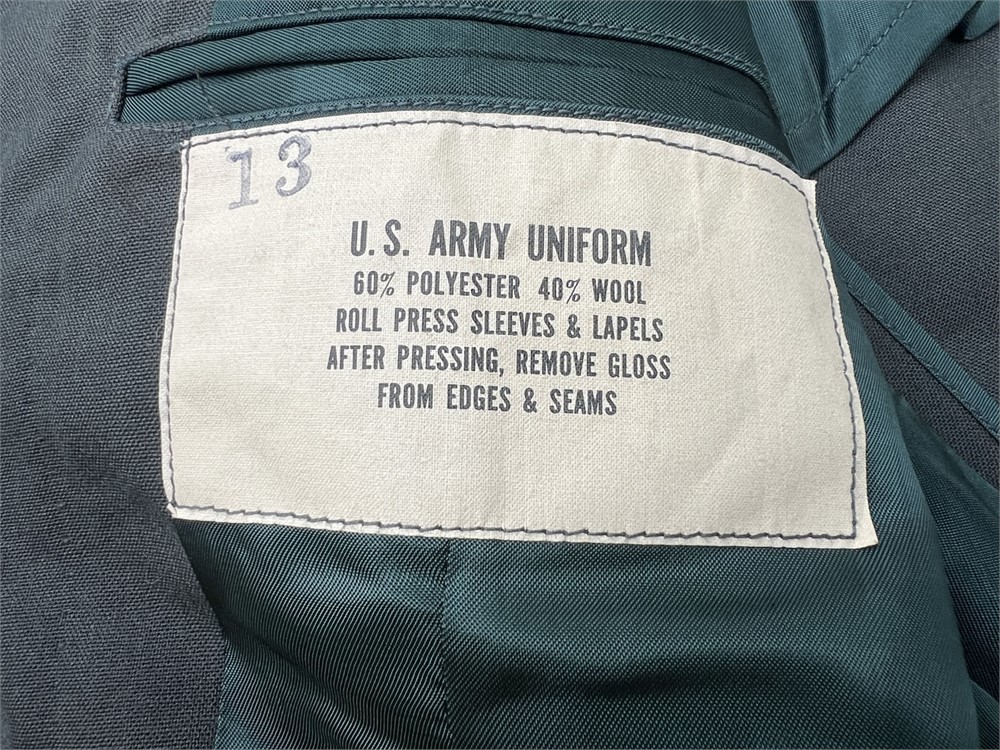 13
U.S. ARMY UNIFORM
60% POLYESTER 40% WOOL
ROLL PRESS SLEEVES & LAPELS
AFTER PRESSING, REMOVE GLOSS
FROM EDGES & SEAMS